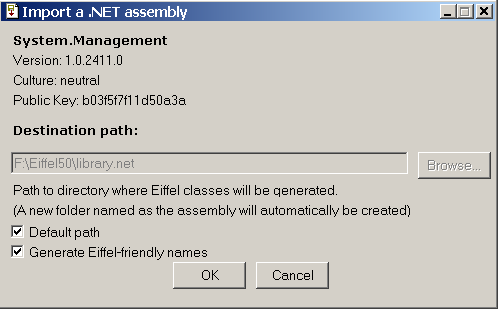 Import a .NET assembly
System.Management
Version: 1.0.2411.0
Culture: neutral
Public Key: b03f5f7f11d50a3a
Destination path:
F:\Eiffel50\library.net
Browse...
Path to directory where Eiffel classes will be generated.
(A new folder named as the assembly will automatically be created)
Default path
Generate Eiffel-friendly names
OK Cancel